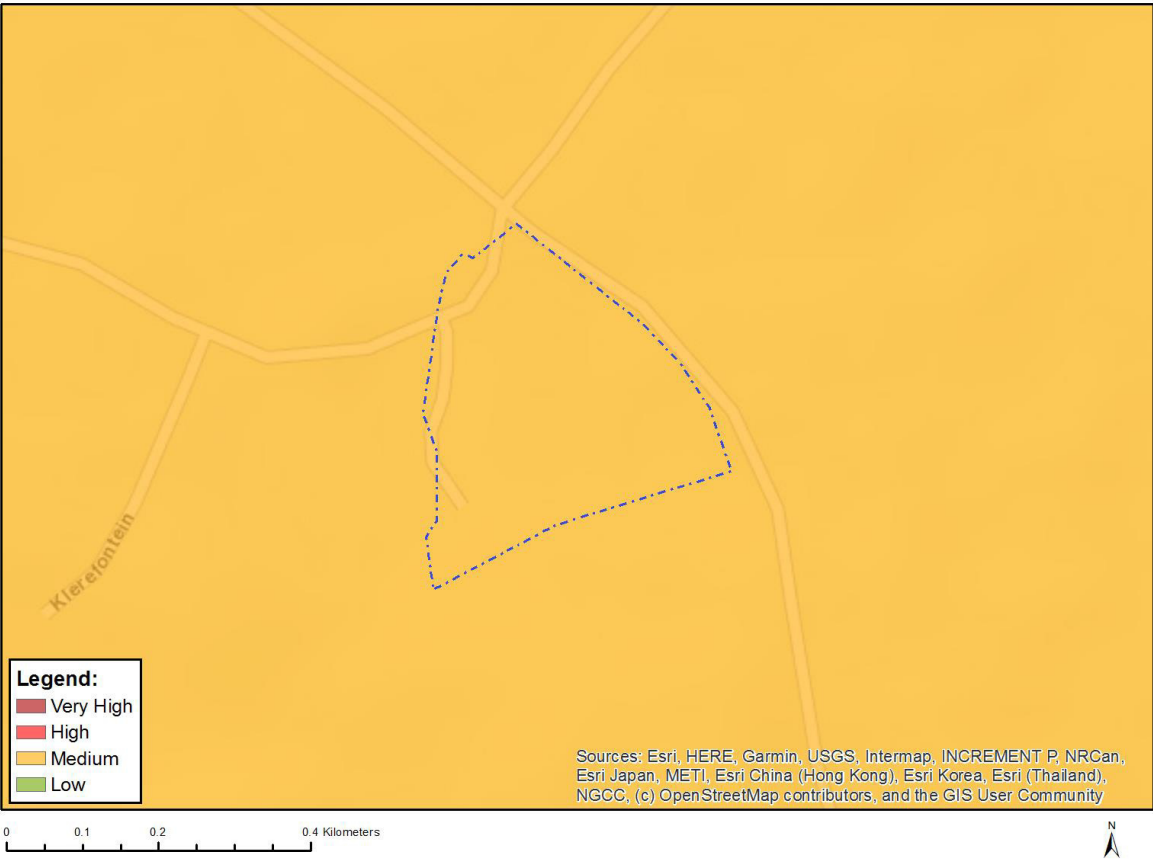 Klerefontein
Legend:
Very High
High
Medium
Low
Sources: Esri, HERE, Garmin, USGS, Intermap, INCREMENT P, NRCan,
Esri Japan, METI, Esri China (Hong Kong), Esri Korea, Esri (Thailand),
NGCC, (c) OpenStreetMap contributors, and the GIS User Community
0 0.1 0.2 0.4 Kilometers
N